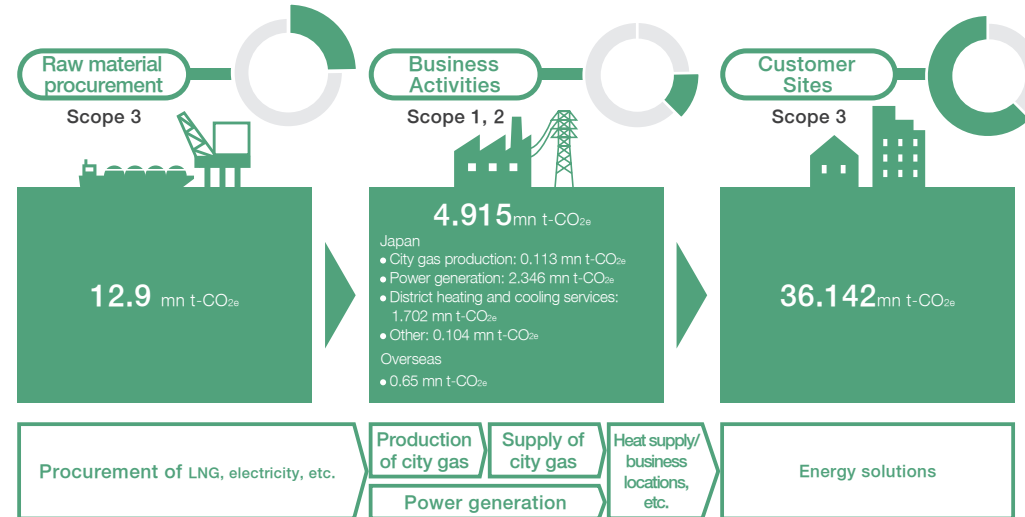 Raw material
procurement
Scope 3
Business
Activities
Scope 1, 2
Customer
Sites
Scope 3
12.9 mn t-CO2e
4.915mn t-CO2e
Japan
● City gas production: 0.113 mn t-CO2e
● Power generation: 2.346 mn t-CO2e
● District heating and cooling services:
1.702 mn t-CO2e
● Other: 0.104 mn t-CO2e
Overseas
● 0.65 mn t-CO2e
36.142mn t-CO2e
Procurement of LNG, electricity, etc.
Production
of city gas
Supply of
city gas
Power generation
Heat supply/
business
locations,
etc.
Energy solutions